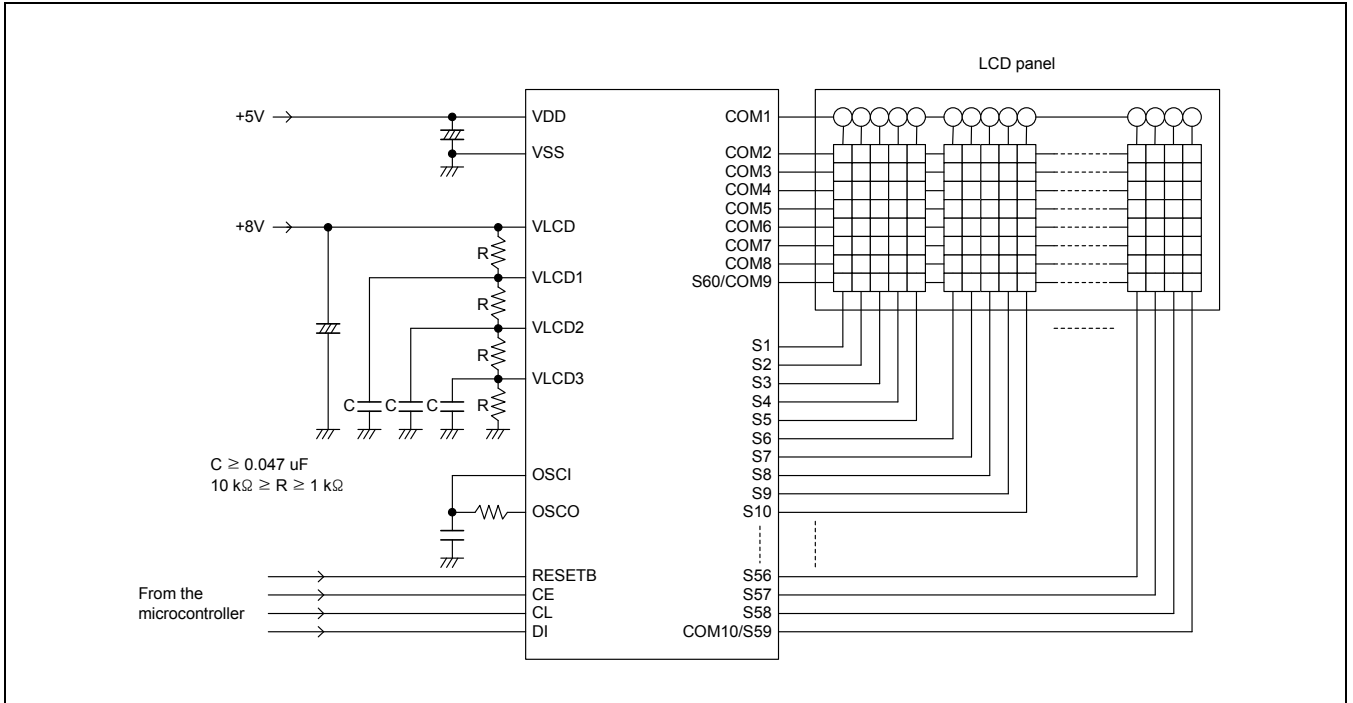 LCD panel
+5V
VDD
VSS
+8V
VLCD
R
VLCD1
R
VLCD2
R
VLCD3
C
C
C
R
C ≥ 0.047 uF
10 kΩ ≥ R ≥ 1 kΩ
OSCI
OSCO
From the
microcontroller
RESETB
CE
CL
DI
COM1
COM2
COM3
COM4
COM5
COM6
COM7
COM8
S60/COM9
S1
S2
S3
S4
S5
S6
S7
S8
S9
S10
S56
S57
S58
COM10/S59